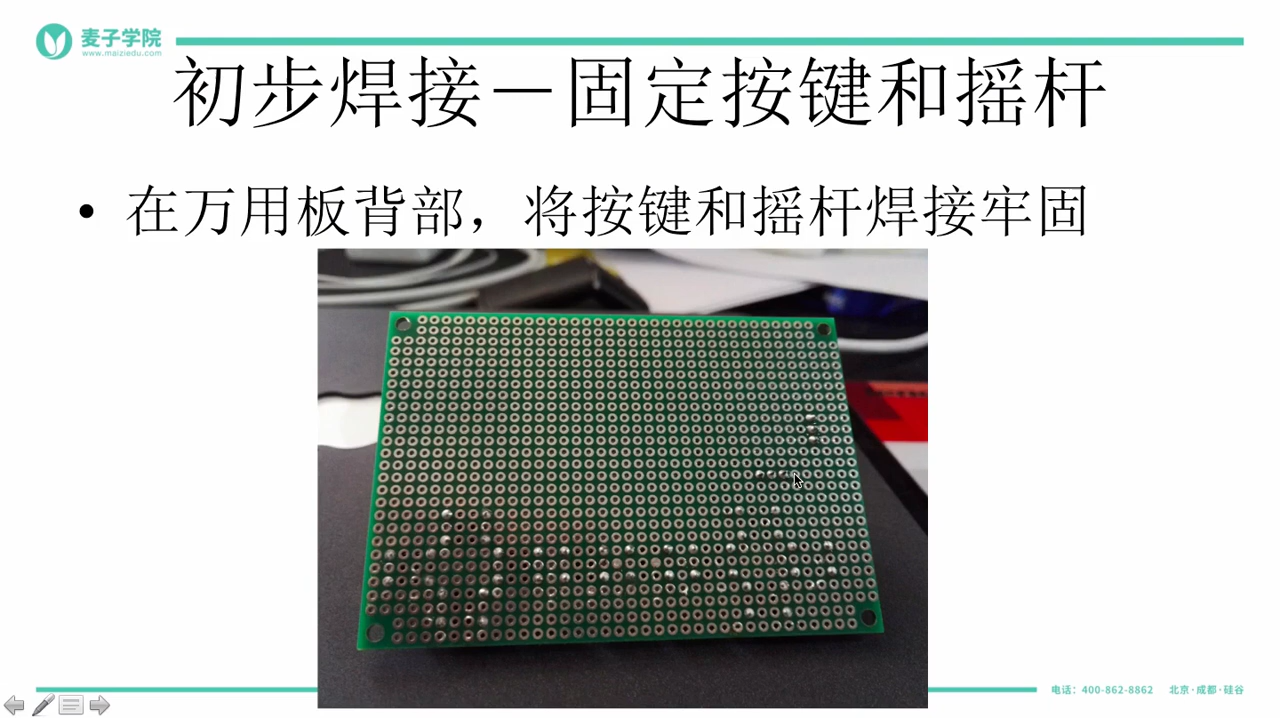 麦子学院
www.maiziedu.com
初步焊接－固定按键和摇杆
• 在万用板背部，将按键和摇杆焊接牢固
电话：400-862-8862 北京·成都·硅谷